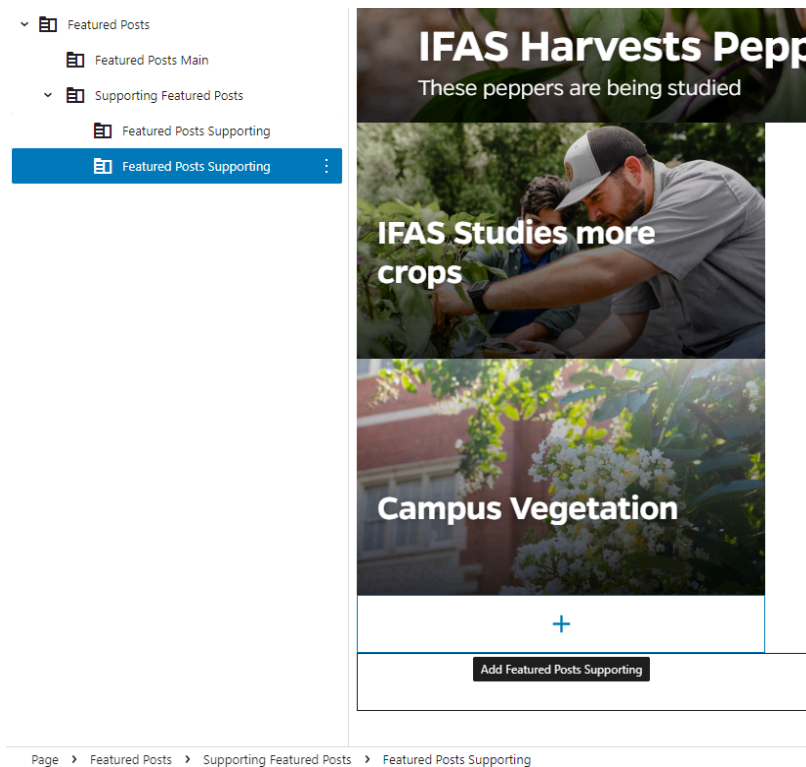 Featured Posts
Featured Posts Main
Supporting Featured Posts
Featured Posts Supporting
Featured Posts Supporting
IFAS Harvests Pepp
These peppers are being studied
IFAS Studies more
crops
Campus Vegetation
Add Featured Posts Supporting
Page > Featured Posts > Supporting Featured Posts > Featured Posts Supporting